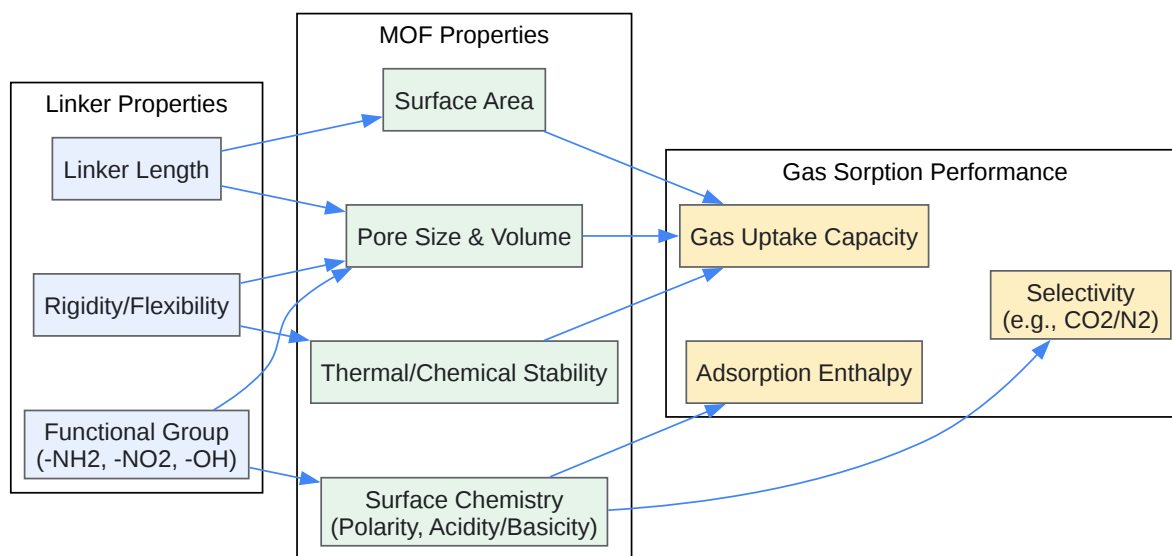 Linker Properties
Linker Length
Rigidity/Flexibility
Functional Group
(-NH2, -NO2, -OH)
MOF Properties
Surface Area
Pore Size & Volume
Thermal/Chemical Stability
Surface Chemistry
(Polarity, Acidity/Basicity)
Gas Sorption Performance
Gas Uptake Capacity
Adsorption Enthalpy
Selectivity
(e.g., CO2/N2)